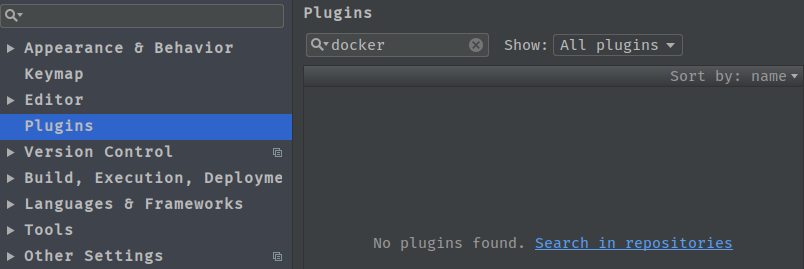 Appearance & Behavior
Keymap
Editor
Plugins
Version Control
Build, Execution, Deployme
Languages & Frameworks
Tools
Other Settings
Plugins
docker Show: All plugins
Sort by: name
No plugins found. Search in repositories